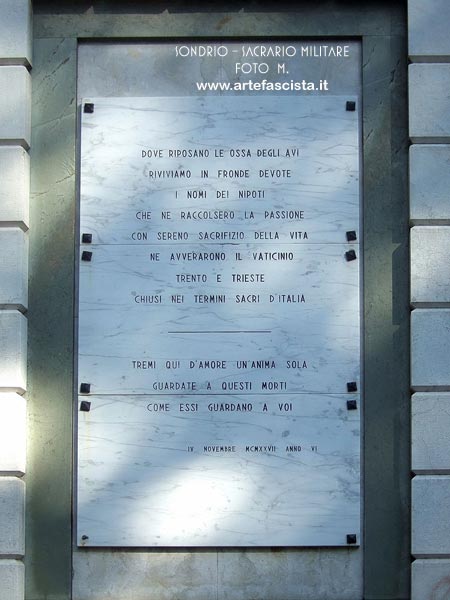 SONDRIO - SACRARIO MILITARE
FOTO M.
www.artefascista.it
DOVE RIPOSANO LE OSSA DEGLI AVI
RIVIVIAMO IN FRONDE DEVOTE
I NOMI DEI NIPOTI
CHE NE RACCOLSERO LA PASSIONE
CON SERENO SACRIFIZIO DELLA VITA
NE AVVERARONO IL VATICINIO
TRENTO E TRIESTE
CHIUSI NEI TERMINI SACRI D'ITALIA
TREMI QUI D'AMORE UN'ANIMA SOLA
GUARDATE A QUESTI MORTI
COME ESSI GUARDANO A VOI
IV NOVEMBRE MCMXXVII ANNO VI